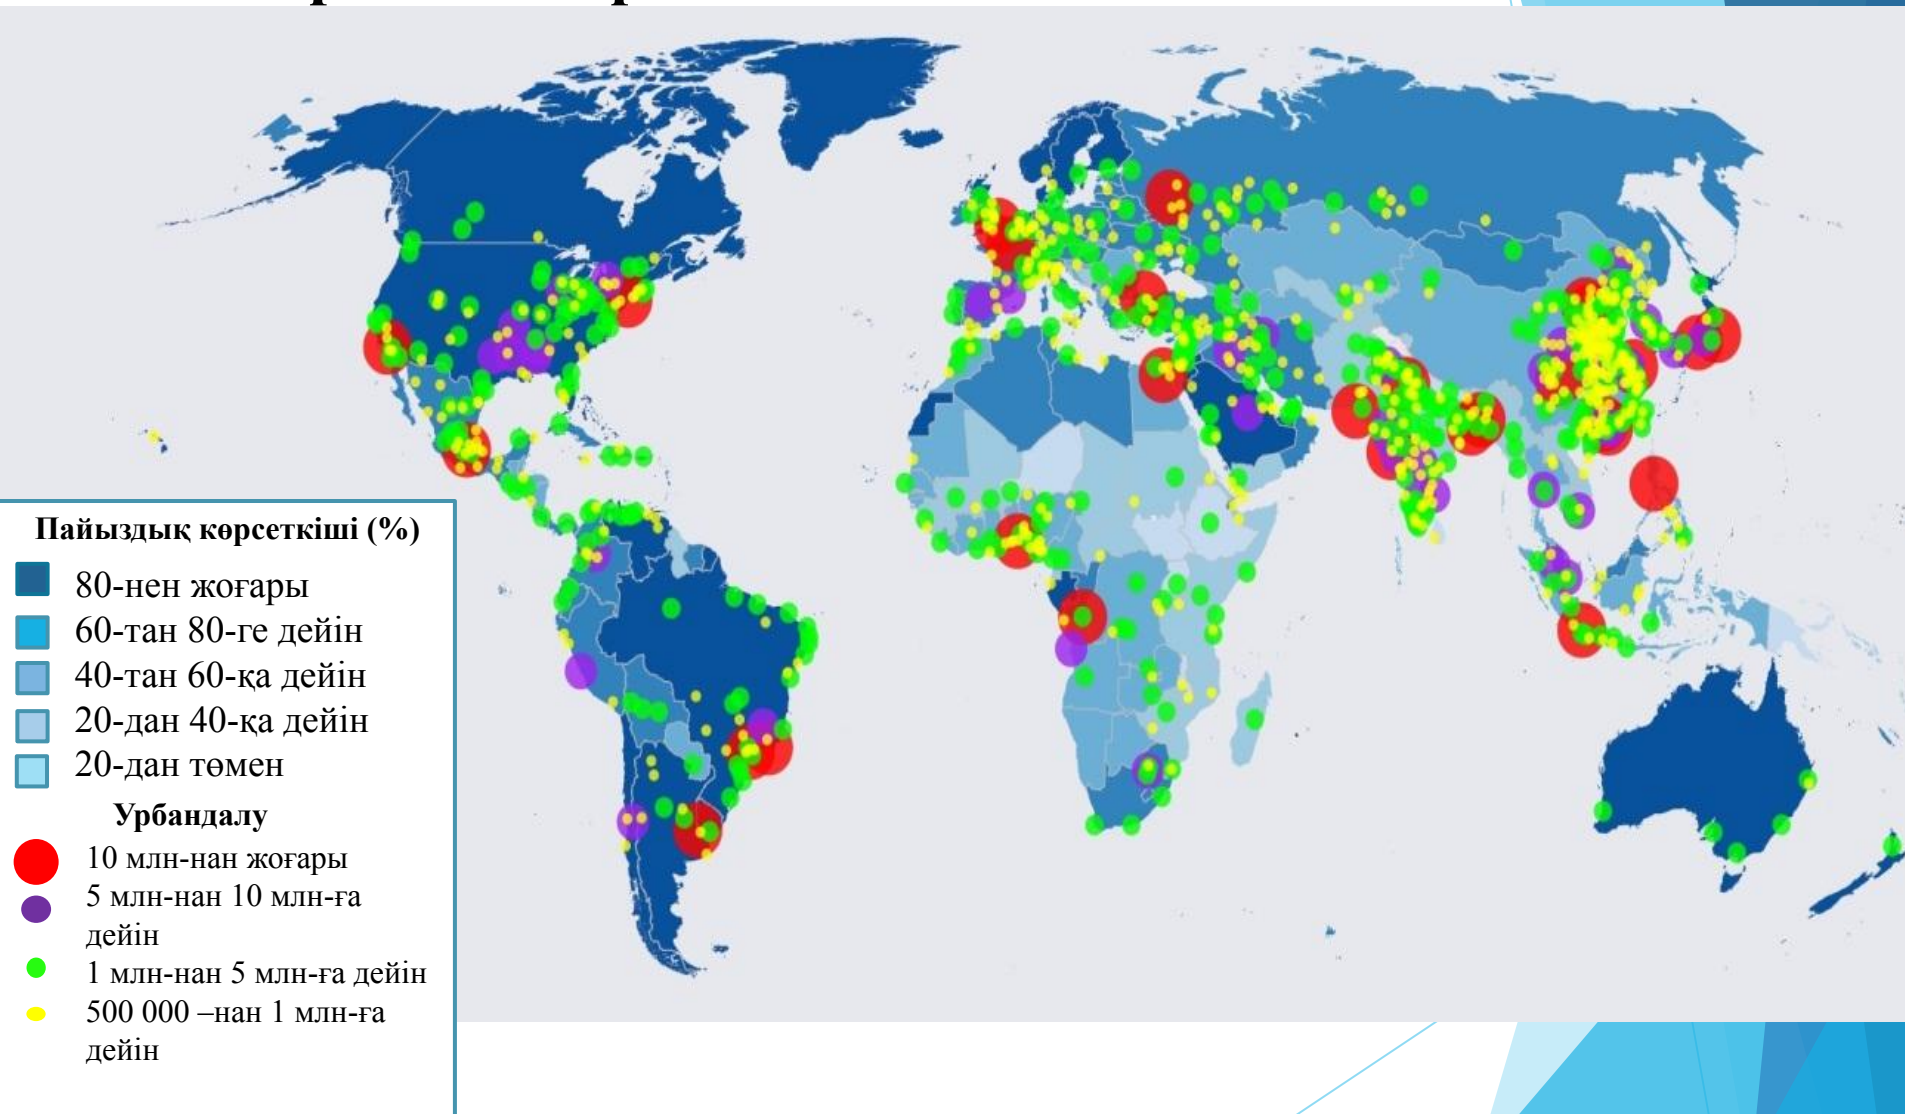 Пайыздық көрсеткіші (%)
80-нен жоғары
60-тан 80-ге дейін
40-тан 60-қа дейін
20-дан 40-қа дейін
20-дан төмен
Урбандалу
10 млн-нан жоғары
5 млн-нан 10 млн-ға
дейін
1 млн-нан 5 млн-ға дейін
500 000 –нан 1 млн-ға
дейін